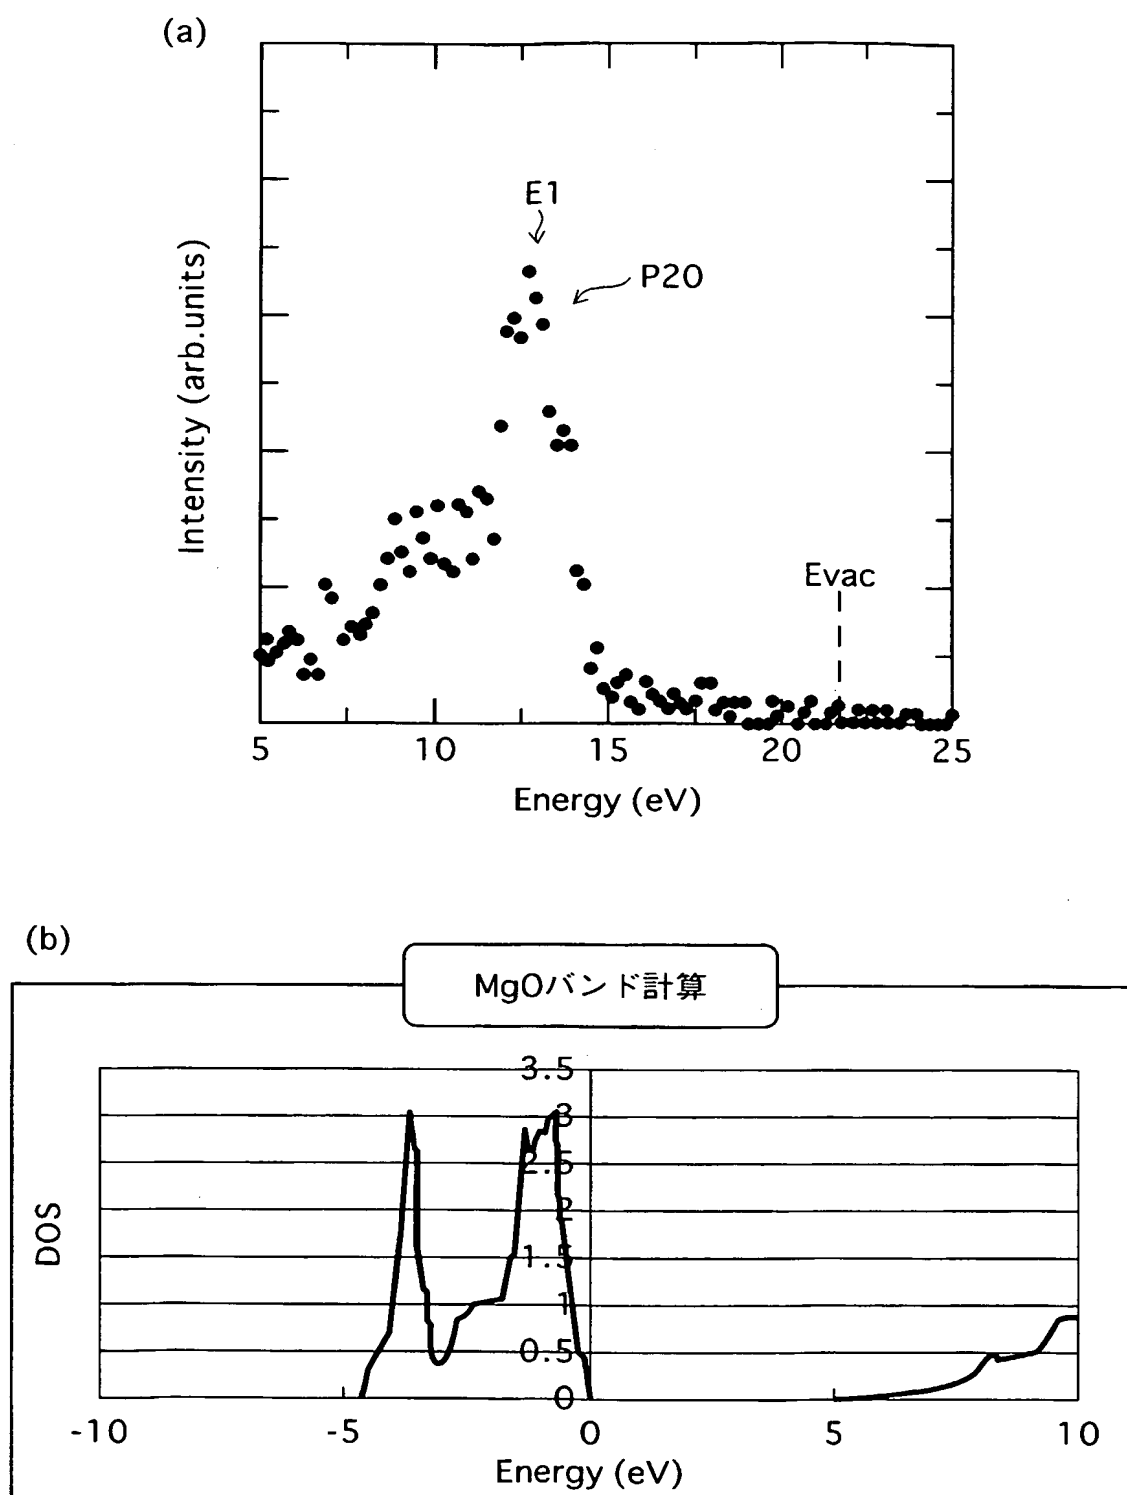 (a)
E1
P20
Intensity (arb.units)
Evac
5 10 15 20 25
Energy (eV)
(b)
MgOバンド計算
3.5
3
2.5
2
1.5
1
0.5
0
DOS
-10 -5 0 5 10
Energy (eV)